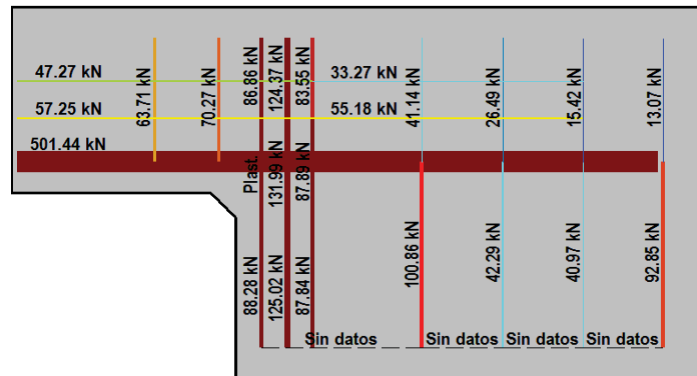 47.27 kN
33.27 kN
57.25 kN
55.18 kN
501.44 kN
63.71 kN
70.27 kN
86.86 kN
124.37 kN
83.55 kN
41.14 kN
26.49 kN
15.42 kN
13.07 kN
Plast.
131.99 kN
87.89 kN
88.28 kN
125.02 kN
87.84 kN
100.86 kN
42.29 kN
40.97 kN
92.85 kN
Sin datos
Sin datos
Sin datos
Sin datos